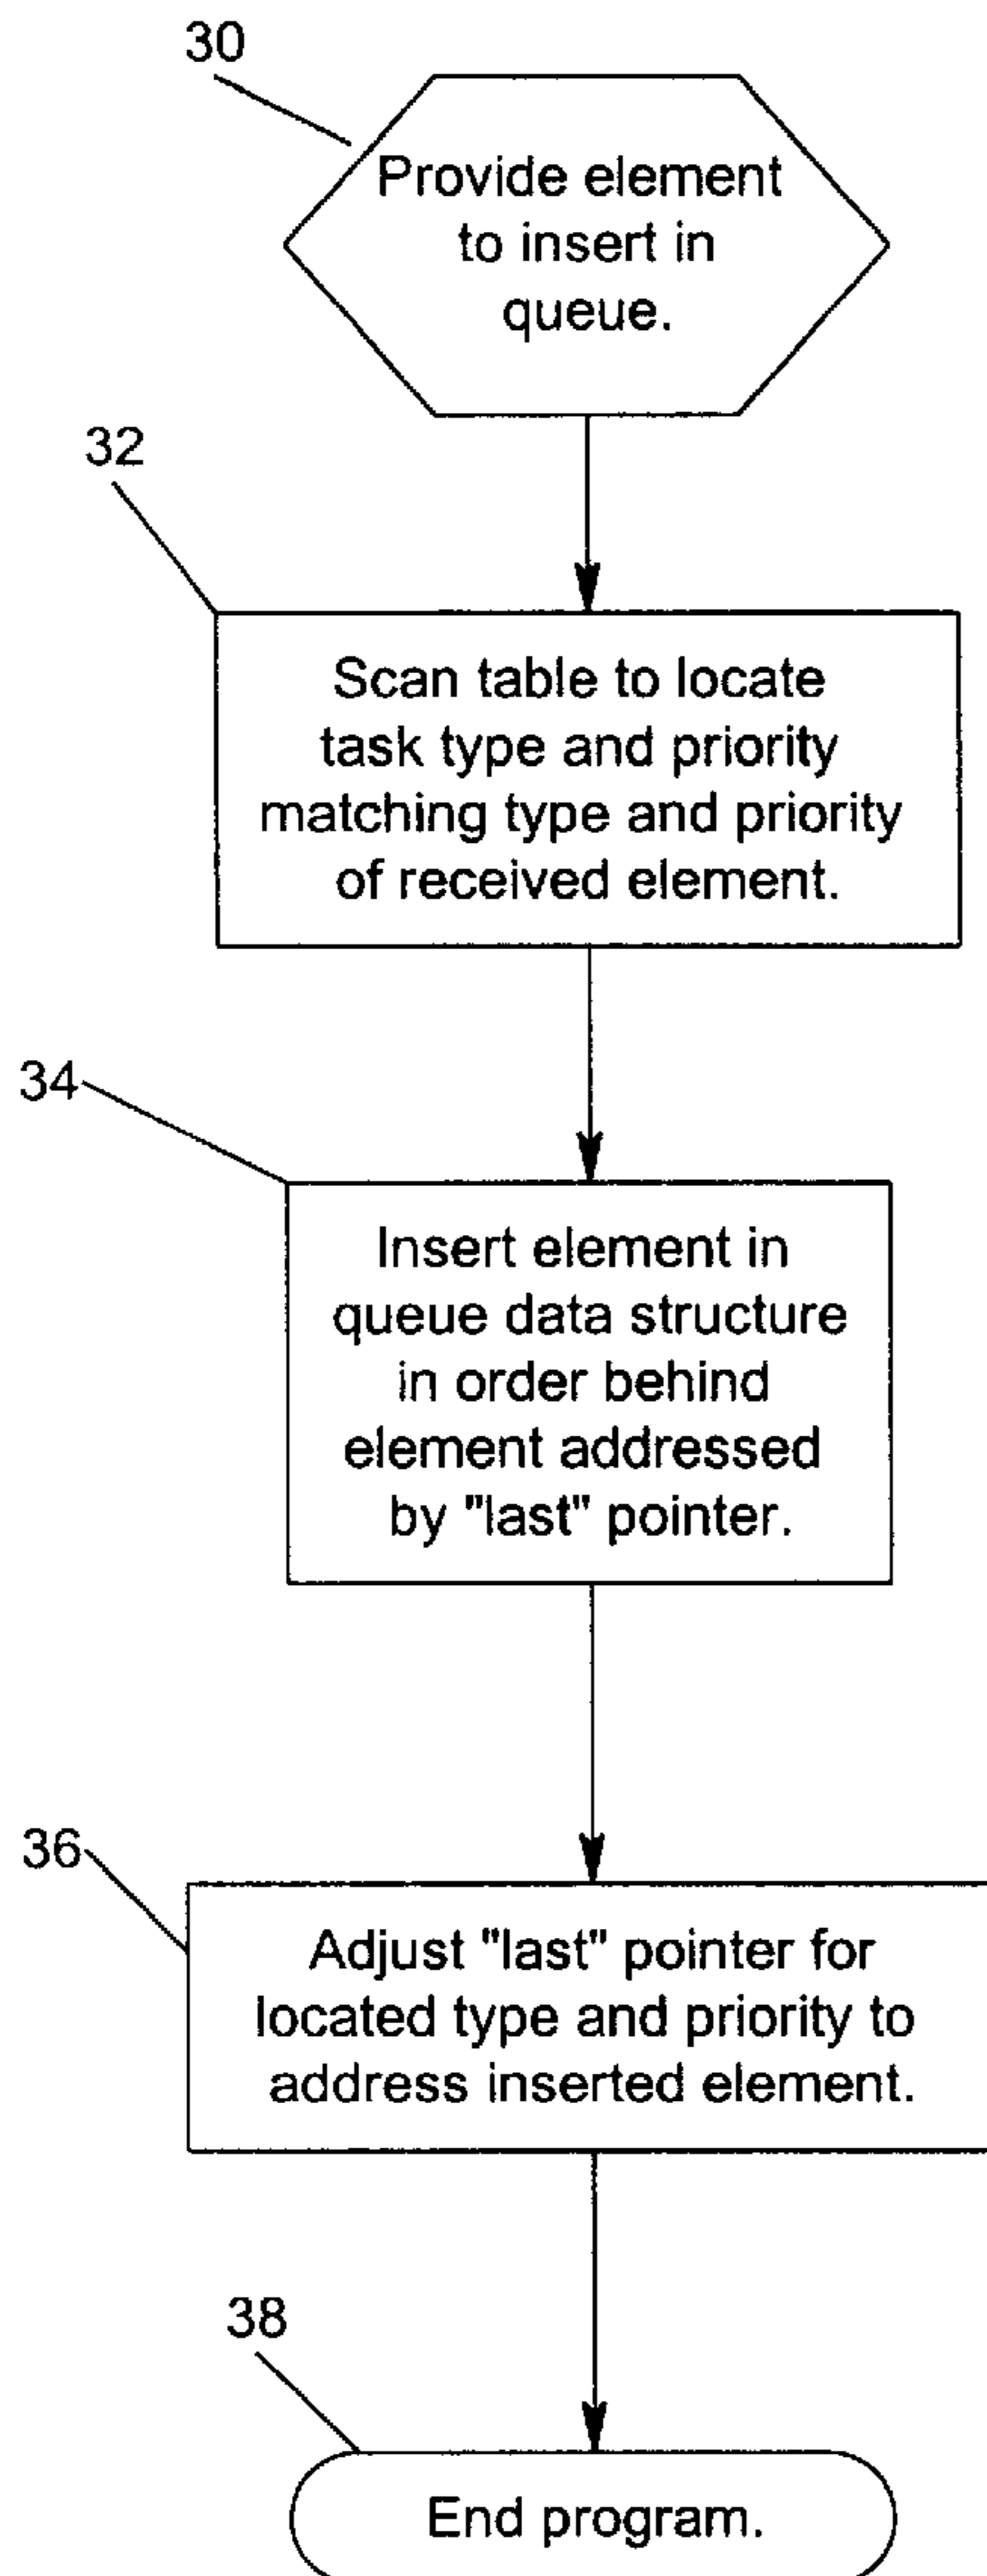 30
Provide element
to insert in
queue.
32
Scan table to locate
task type and priority
matching type and priority
of received element.
34
Insert element in
queue data structure
in order behind
element addressed
by "last" pointer.
36
Adjust "last" pointer for
located type and priority to
address inserted element.
38
End program.